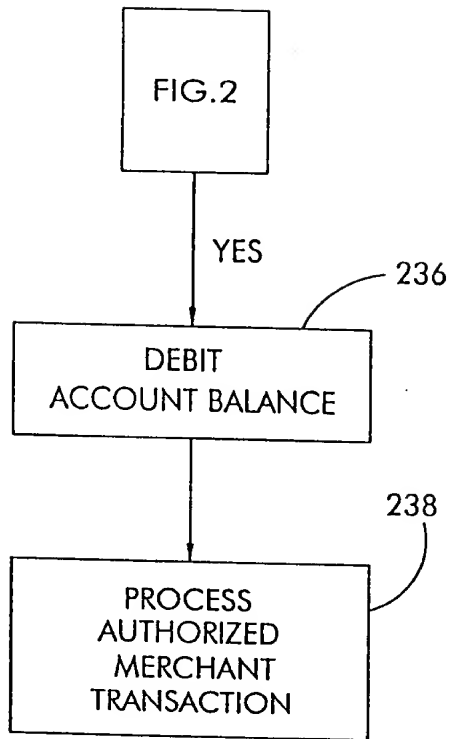 FIG.2
YES
236
DEBIT
ACCOUNT BALANCE
238
PROCESS
AUTHORIZED
MERCHANT
TRANSACTION